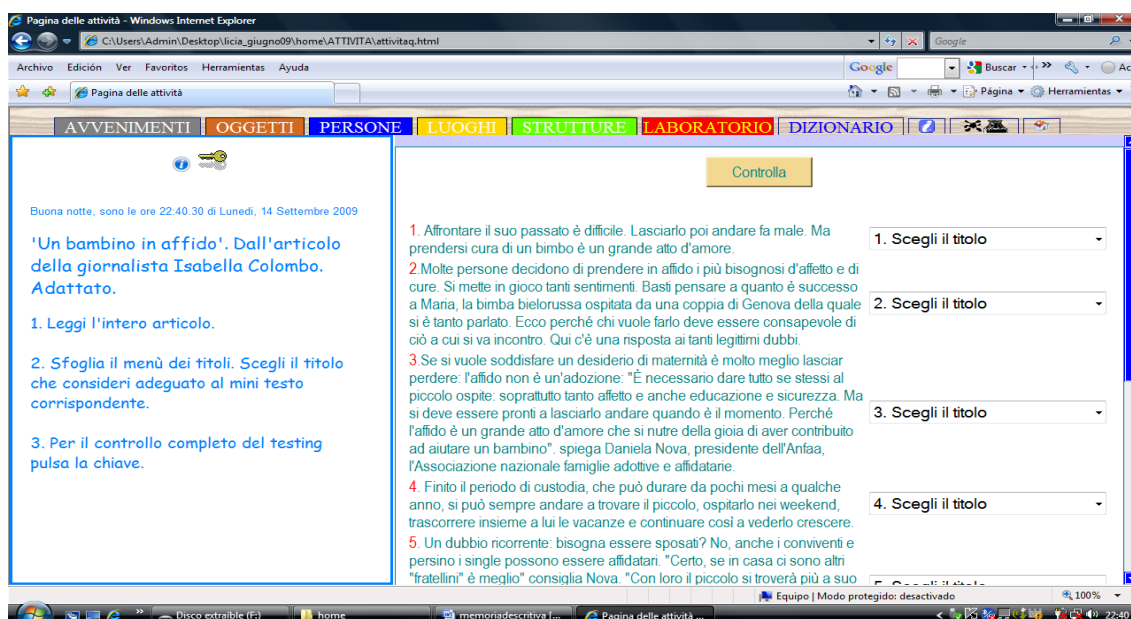 Pagina delle attività - Windows Internet Explorer
C:\Users\Admin\Desktop\licia_giugno09\home\ATTIVITA\attivitaq.html
Google
Archivo Edición Ver Favoritos Herramientas Ayuda
Google Buscar
Pagina delle attività
Página Herramientas
AVVENIMENTI OGGETTI PERSONE LUOGHI STRUTTURE LABORATORIO DIZIONARIO
Buona notte, sono le ore 22:40.30 di Lunedi, 14 Settembre 2009
'Un bambino in affido'. Dall'articolo
della giornalista Isabella Colombo.
Adattato.
1. Leggi l'intero articolo.
2. Sfoglia il menù dei titoli. Scegli il titolo
che consideri adeguato al mini testo
corrispondente.
3. Per il controllo completo del testing
pulsa la chiave.
Controlla
1. Affrontare il suo passato è difficile. Lasciarlo poi andare fa male. Ma
prendersi cura di un bimbo è un grande atto d'amore.
1. Scegli il titolo
2.Molte persone decidono di prendere in affido i più bisognosi d'affetto e di
cure. Si mette in gioco tanti sentimenti. Basti pensare a quanto è successo
a Maria, la bimba bielorussa ospitata da una coppia di Genova della quale
si è tanto parlato. Ecco perché chi vuole farlo deve essere consapevole di
ciò a cui si va incontro. Qui c'è una risposta ai tanti legittimi dubbi.
2. Scegli il titolo
3.Se si vuole soddisfare un desiderio di maternità è molto meglio lasciar
perdere: l'affido non è un'adozione: "È necessario dare tutto se stessi al
piccolo ospite: soprattutto tanto affetto e anche educazione e sicurezza. Ma
si deve essere pronti a lasciarlo andare quando è il momento. Perché
l'affido è un grande atto d'amore che si nutre della gioia di aver contribuito
ad aiutare un bambino". spiega Daniela Nova, presidente dell'Anfaa,
l'Associazione nazionale famiglie adottive e affidatarie.
3. Scegli il titolo
4. Finito il periodo di custodia, che può durare da pochi mesi a qualche
anno, si può sempre andare a trovare il piccolo, ospitarlo nei weekend,
trascorrere insieme a lui le vacanze e continuare così a vederlo crescere.
4. Scegli il titolo
5. Un dubbio ricorrente: bisogna essere sposati? No, anche i conviventi e
persino i single possono essere affidatari. "Certo, se in casa ci sono altri
"fratellini" è meglio" consiglia Nova. "Con loro il piccolo si troverà più a suo
Equipo | Modo protegido: desactivado
100%
Disco extraíble (F:)
home
memoriadescritiva [...
Pagina delle attività ...
22:40